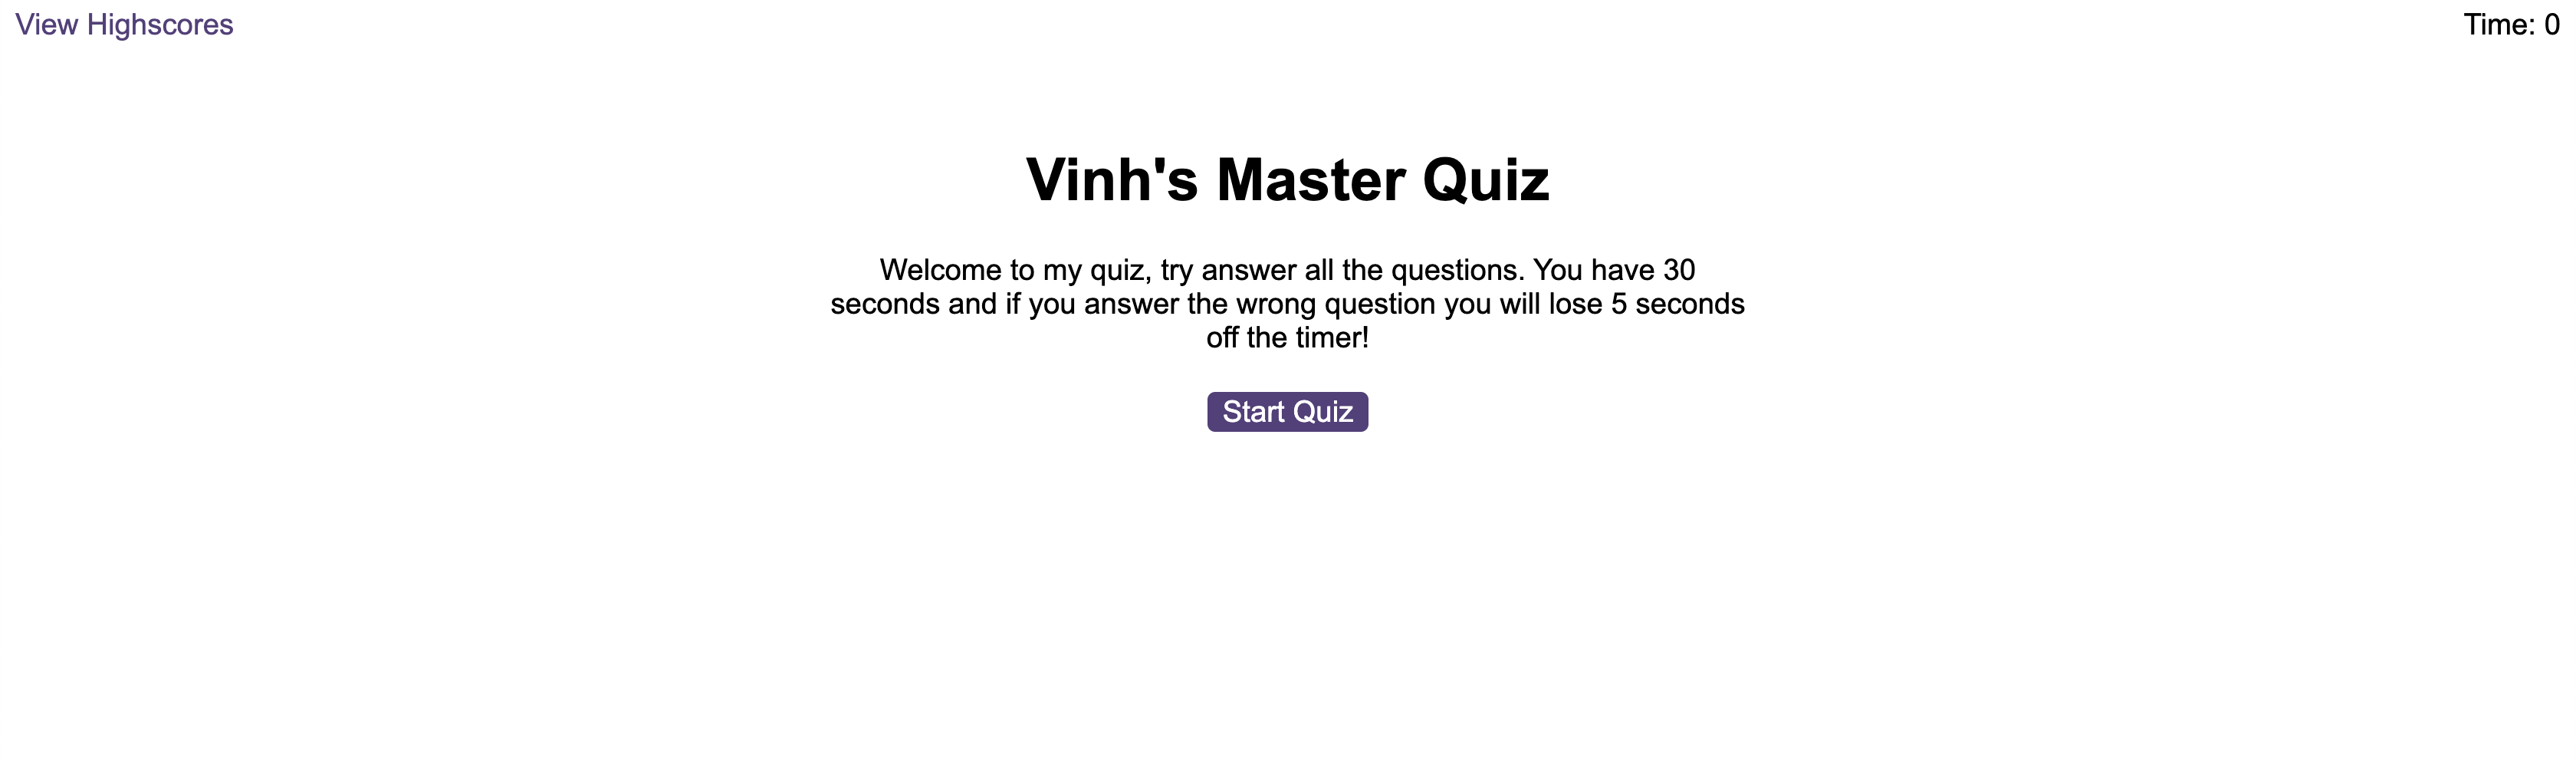 View Highscores
Time: 0
Vinh's Master Quiz
Welcome to my quiz, try answer all the questions. You have 30
seconds and if you answer the wrong question you will lose 5 seconds
off the timer!
Start Quiz